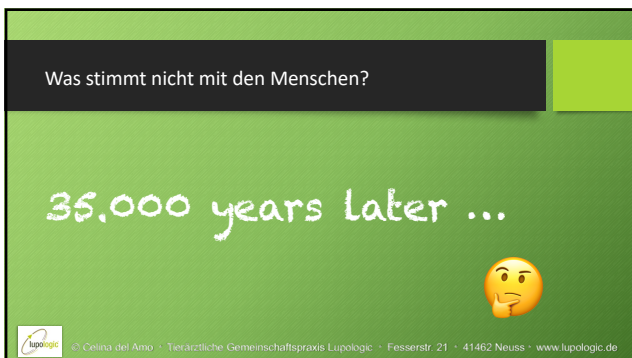 Was stimmt nicht mit den Menschen?
35.000 years later ...
lupologic
© Celina del Amo • Tierärztliche Gemeinschaftspraxis Lupologic • Fesserstr. 21 • 41462 Neuss • www.lupologic.de